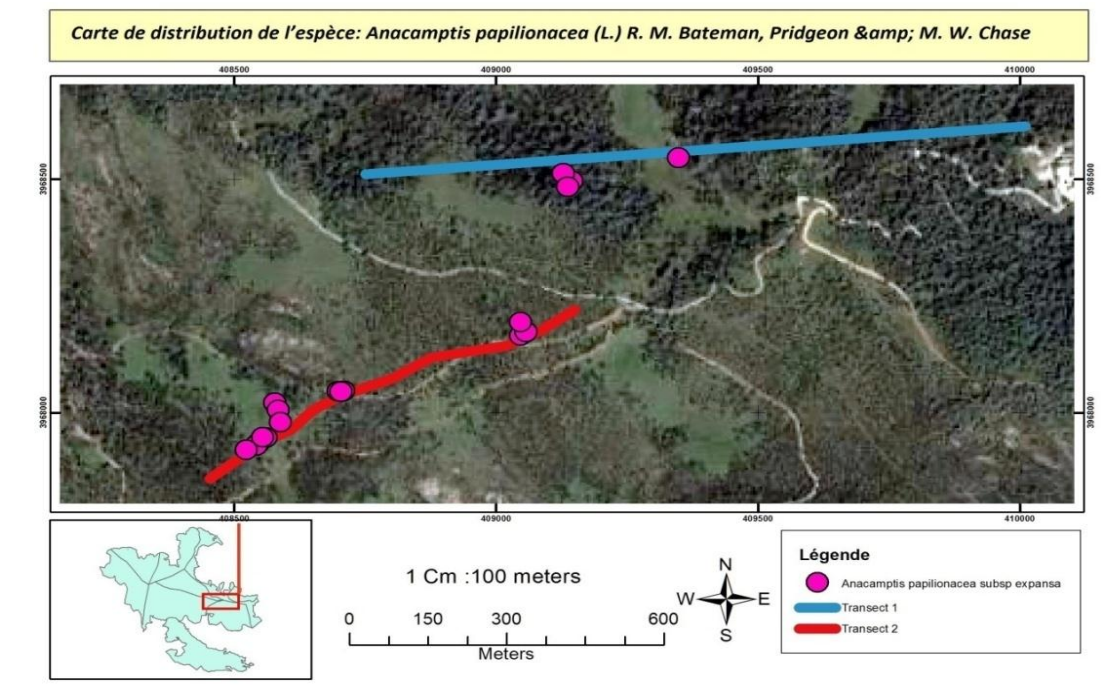 Carte de distribution de l'espèce: Anacamptis papilionacea (L.) R. M. Bateman, Pridgeon &amp; M. W. Chase
408500 409000 409500 410000
3968500 3968500
3968000 3968000
408500 409000 409500 410000
1 Cm :100 meters
0 150 300 600
Meters
N
W E
S
Légende
Anacamptis papilionacea subsp expansa
Transect 1
Transect 2